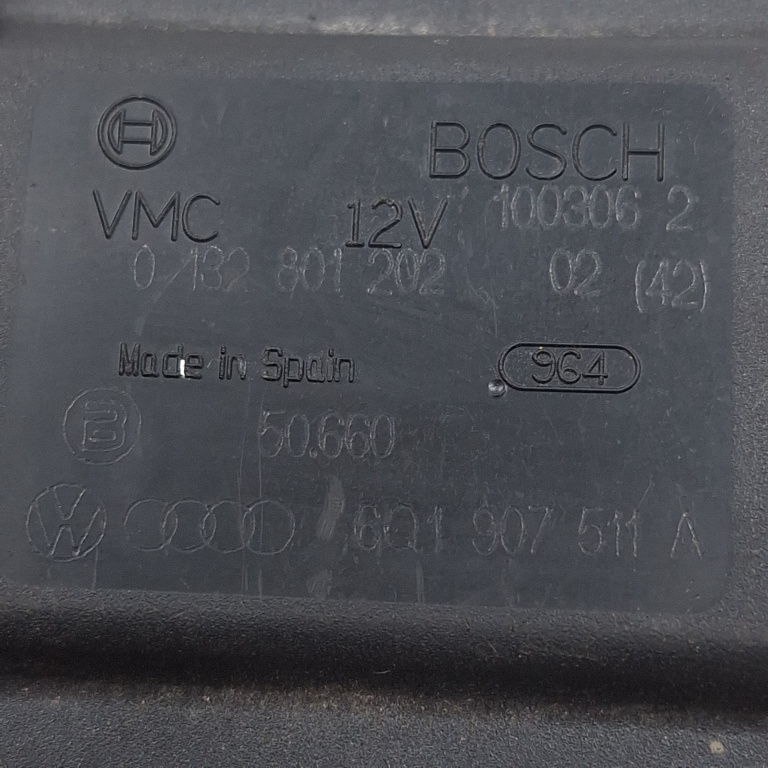 BOSCH
VMC 12V 100306 2
0 132 801 202 02 (42)
Made in Spain 964
B 50.660
VW 6Q1 907 511 A